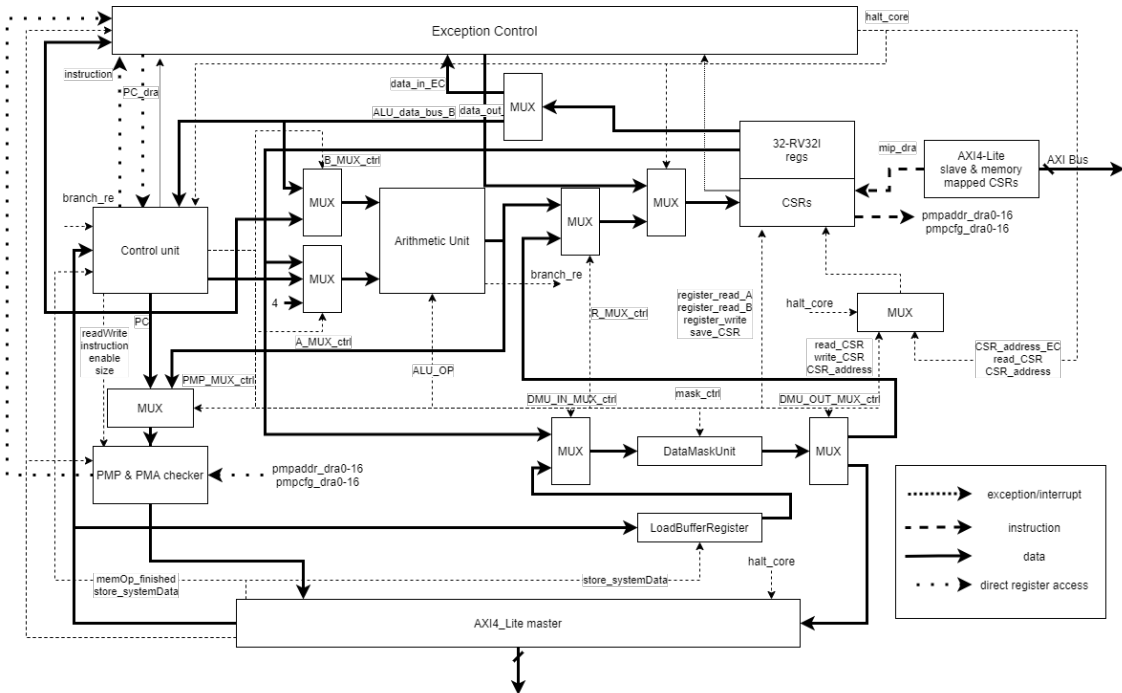 halt_core
Exception Control
instruction
PC_dra
data_in_EC
MUX
ALU_data_bus_B
data_out_
32-RV32I
regs
mip_dra
AXI4-Lite
slave & memory
mapped CSRs
AXI Bus
B_MUX_ctrl
MUX
MUX
MUX
CSRs
pmpaddr_dra0-16
pmpcfg_dra0-16
branch_re
Control unit
Arithmetic Unit
MUX
branch_re
4
register_read_A
register_read_B
register_write
save_CSR
halt_core
MUX
PC
readWrite
instruction
enable
size
A_MUX_ctrl
R_MUX_ctrl
read_CSR
write_CSR
CSR_address
CSR_address_EC
read_CSR
CSR_address
PMP_MUX_ctrl
ALU_OP
MUX
DMU_IN_MUX_ctrl
mask_ctrl
DMU_OUT_MUX_ctrl
MUX
DataMaskUnit
MUX
PMP & PMA checker
pmpaddr_dra0-16
pmpcfg_dra0-16
LoadBufferRegister
exception/interrupt
instruction
data
direct register access
memOp_finished
store_systemData
store_systemData
halt_core
AXI4_Lite master